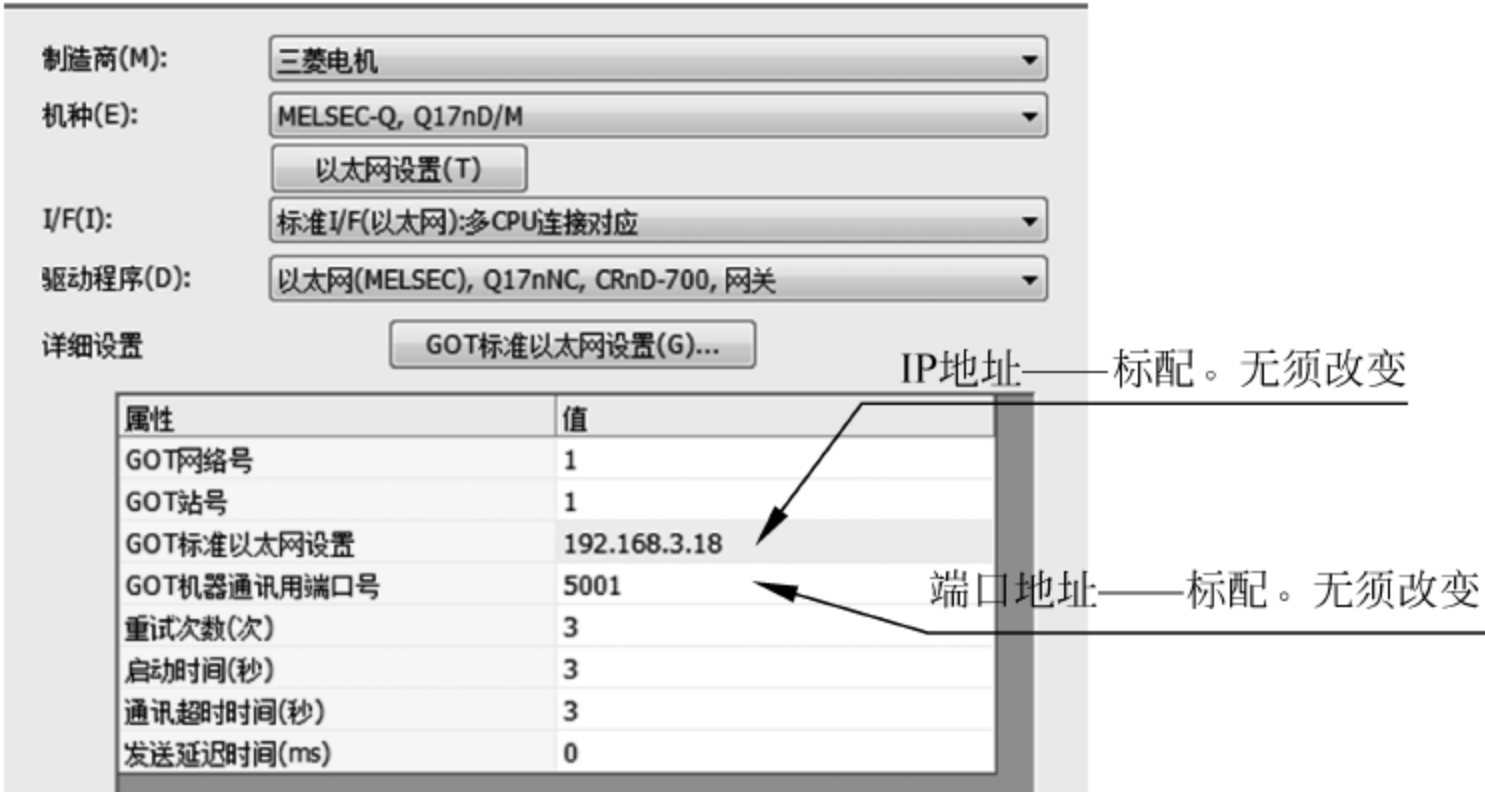 制造商(M): 三菱电机
机种(E): MELSEC-Q, Q17nD/M
以太网设置(T)
I/F(I): 标准I/F(以太网):多CPU连接对应
驱动程序(D): 以太网(MELSEC), Q17nNC, CRnD-700, 网关
详细设置 GOT标准以太网设置(G)...
IP地址——标配。无须改变
属性 值
GOT网络号 1
GOT站号 1
GOT标准以太网设置 192.168.3.18
GOT机器通讯用端口号 5001
端口地址——标配。无须改变
重试次数(次) 3
启动时间(秒) 3
通讯超时时间(秒) 3
发送延迟时间(ms) 0